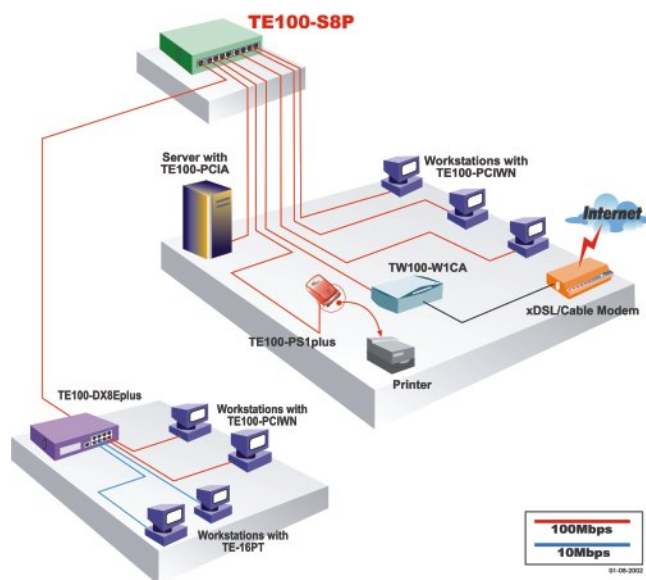 TE100-S8P
Server with
TE100-PCIA
Workstations with
TE100-PCIWN
Internet
TW100-W1CA
xDSL/Cable Modem
TE100-PS1plus
Printer
TE100-DX8Eplus
Workstations with
TE100-PCIWN
Workstations with
TE-16PT
100Mbps
10Mbps
01-08-2002